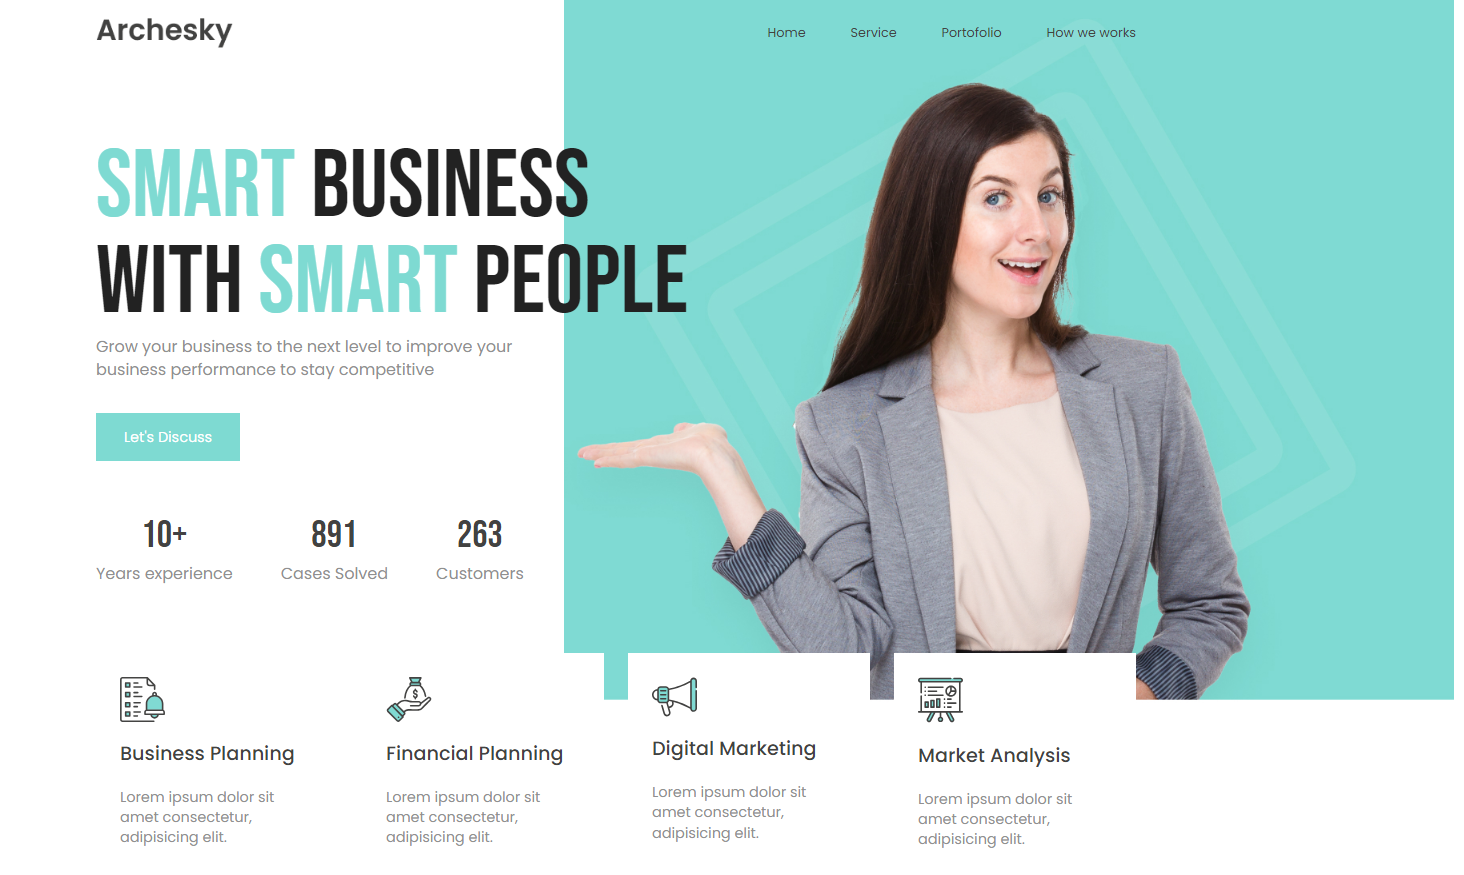 Archesky
Home
Service
Portofolio
How we works
SMART BUSINESS
WITH SMART PEOPLE
Grow your business to the next level to improve your
business performance to stay competitive
Let's Discuss
10+
Years experience
891
Cases Solved
263
Customers
Business Planning
Lorem ipsum dolor sit
amet consectetur,
adipisicing elit.
Financial Planning
Lorem ipsum dolor sit
amet consectetur,
adipisicing elit.
Digital Marketing
Lorem ipsum dolor sit
amet consectetur,
adipisicing elit.
Market Analysis
Lorem ipsum dolor sit
amet consectetur,
adipisicing elit.